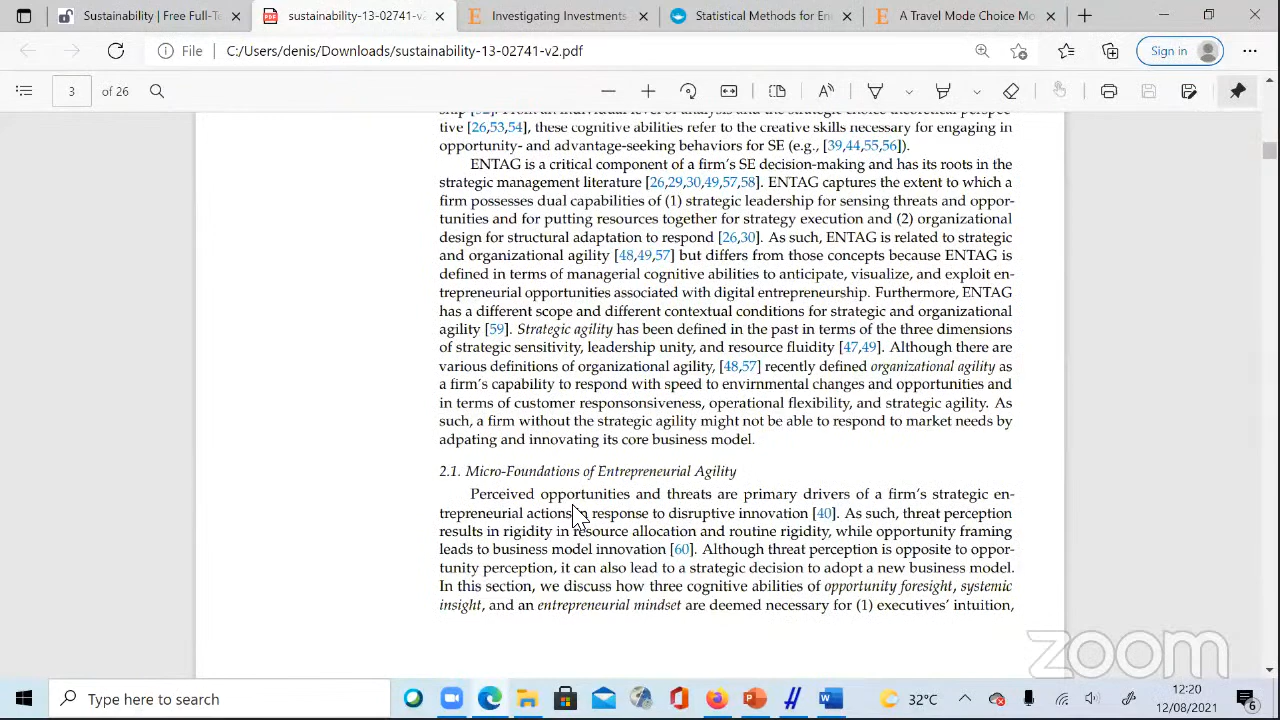 Sustainability | Free Full-Te
sustainability-13-02741-v2
Investigating Investments
Statistical Methods for En
A Travel Mode Choice Mo
File
C:/Users/denis/Downloads/sustainability-13-02741-v2.pdf
Sign in
3
of 26
tive [26,53,54], these cognitive abilities refer to the creative skills necessary for engaging in
opportunity- and advantage-seeking behaviors for SE (e.g., [39,44,55,56]).
ENTAG is a critical component of a firm's SE decision-making and has its roots in the
strategic management literature [26,29,30,49,57,58]. ENTAG captures the extent to which a
firm possesses dual capabilities of (1) strategic leadership for sensing threats and oppor-
tunities and for putting resources together for strategy execution and (2) organizational
design for structural adaptation to respond [26,30]. As such, ENTAG is related to strategic
and organizational agility [48,49,57] but differs from those concepts because ENTAG is
defined in terms of managerial cognitive abilities to anticipate, visualize, and exploit en-
trepreneurial opportunities associated with digital entrepreneurship. Furthermore, ENTAG
has a different scope and different contextual conditions for strategic and organizational
agility [59]. Strategic agility has been defined in the past in terms of the three dimensions
of strategic sensitivity, leadership unity, and resource fluidity [47,49]. Although there are
various definitions of organizational agility, [48,57] recently defined organizational agility as
a firm's capability to respond with speed to envirnmental changes and opportunities and
in terms of customer responsonsiveness, operational flexibility, and strategic agility. As
such, a firm without the strategic agility might not be able to respond to market needs by
adpating and innovating its core business model.
2.1. Micro-Foundations of Entrepreneurial Agility
Perceived opportunities and threats are primary drivers of a firm's strategic en-
trepreneurial actions in response to disruptive innovation [40]. As such, threat perception
results in rigidity in resource allocation and routine rigidity, while opportunity framing
leads to business model innovation [60]. Although threat perception is opposite to oppor-
tunity perception, it can also lead to a strategic decision to adopt a new business model.
In this section, we discuss how three cognitive abilities of opportunity foresight, systemic
insight, and an entrepreneurial mindset are deemed necessary for (1) executives' intuition,
zoom
Type here to search
32°C
12:20
12/08/2021
6